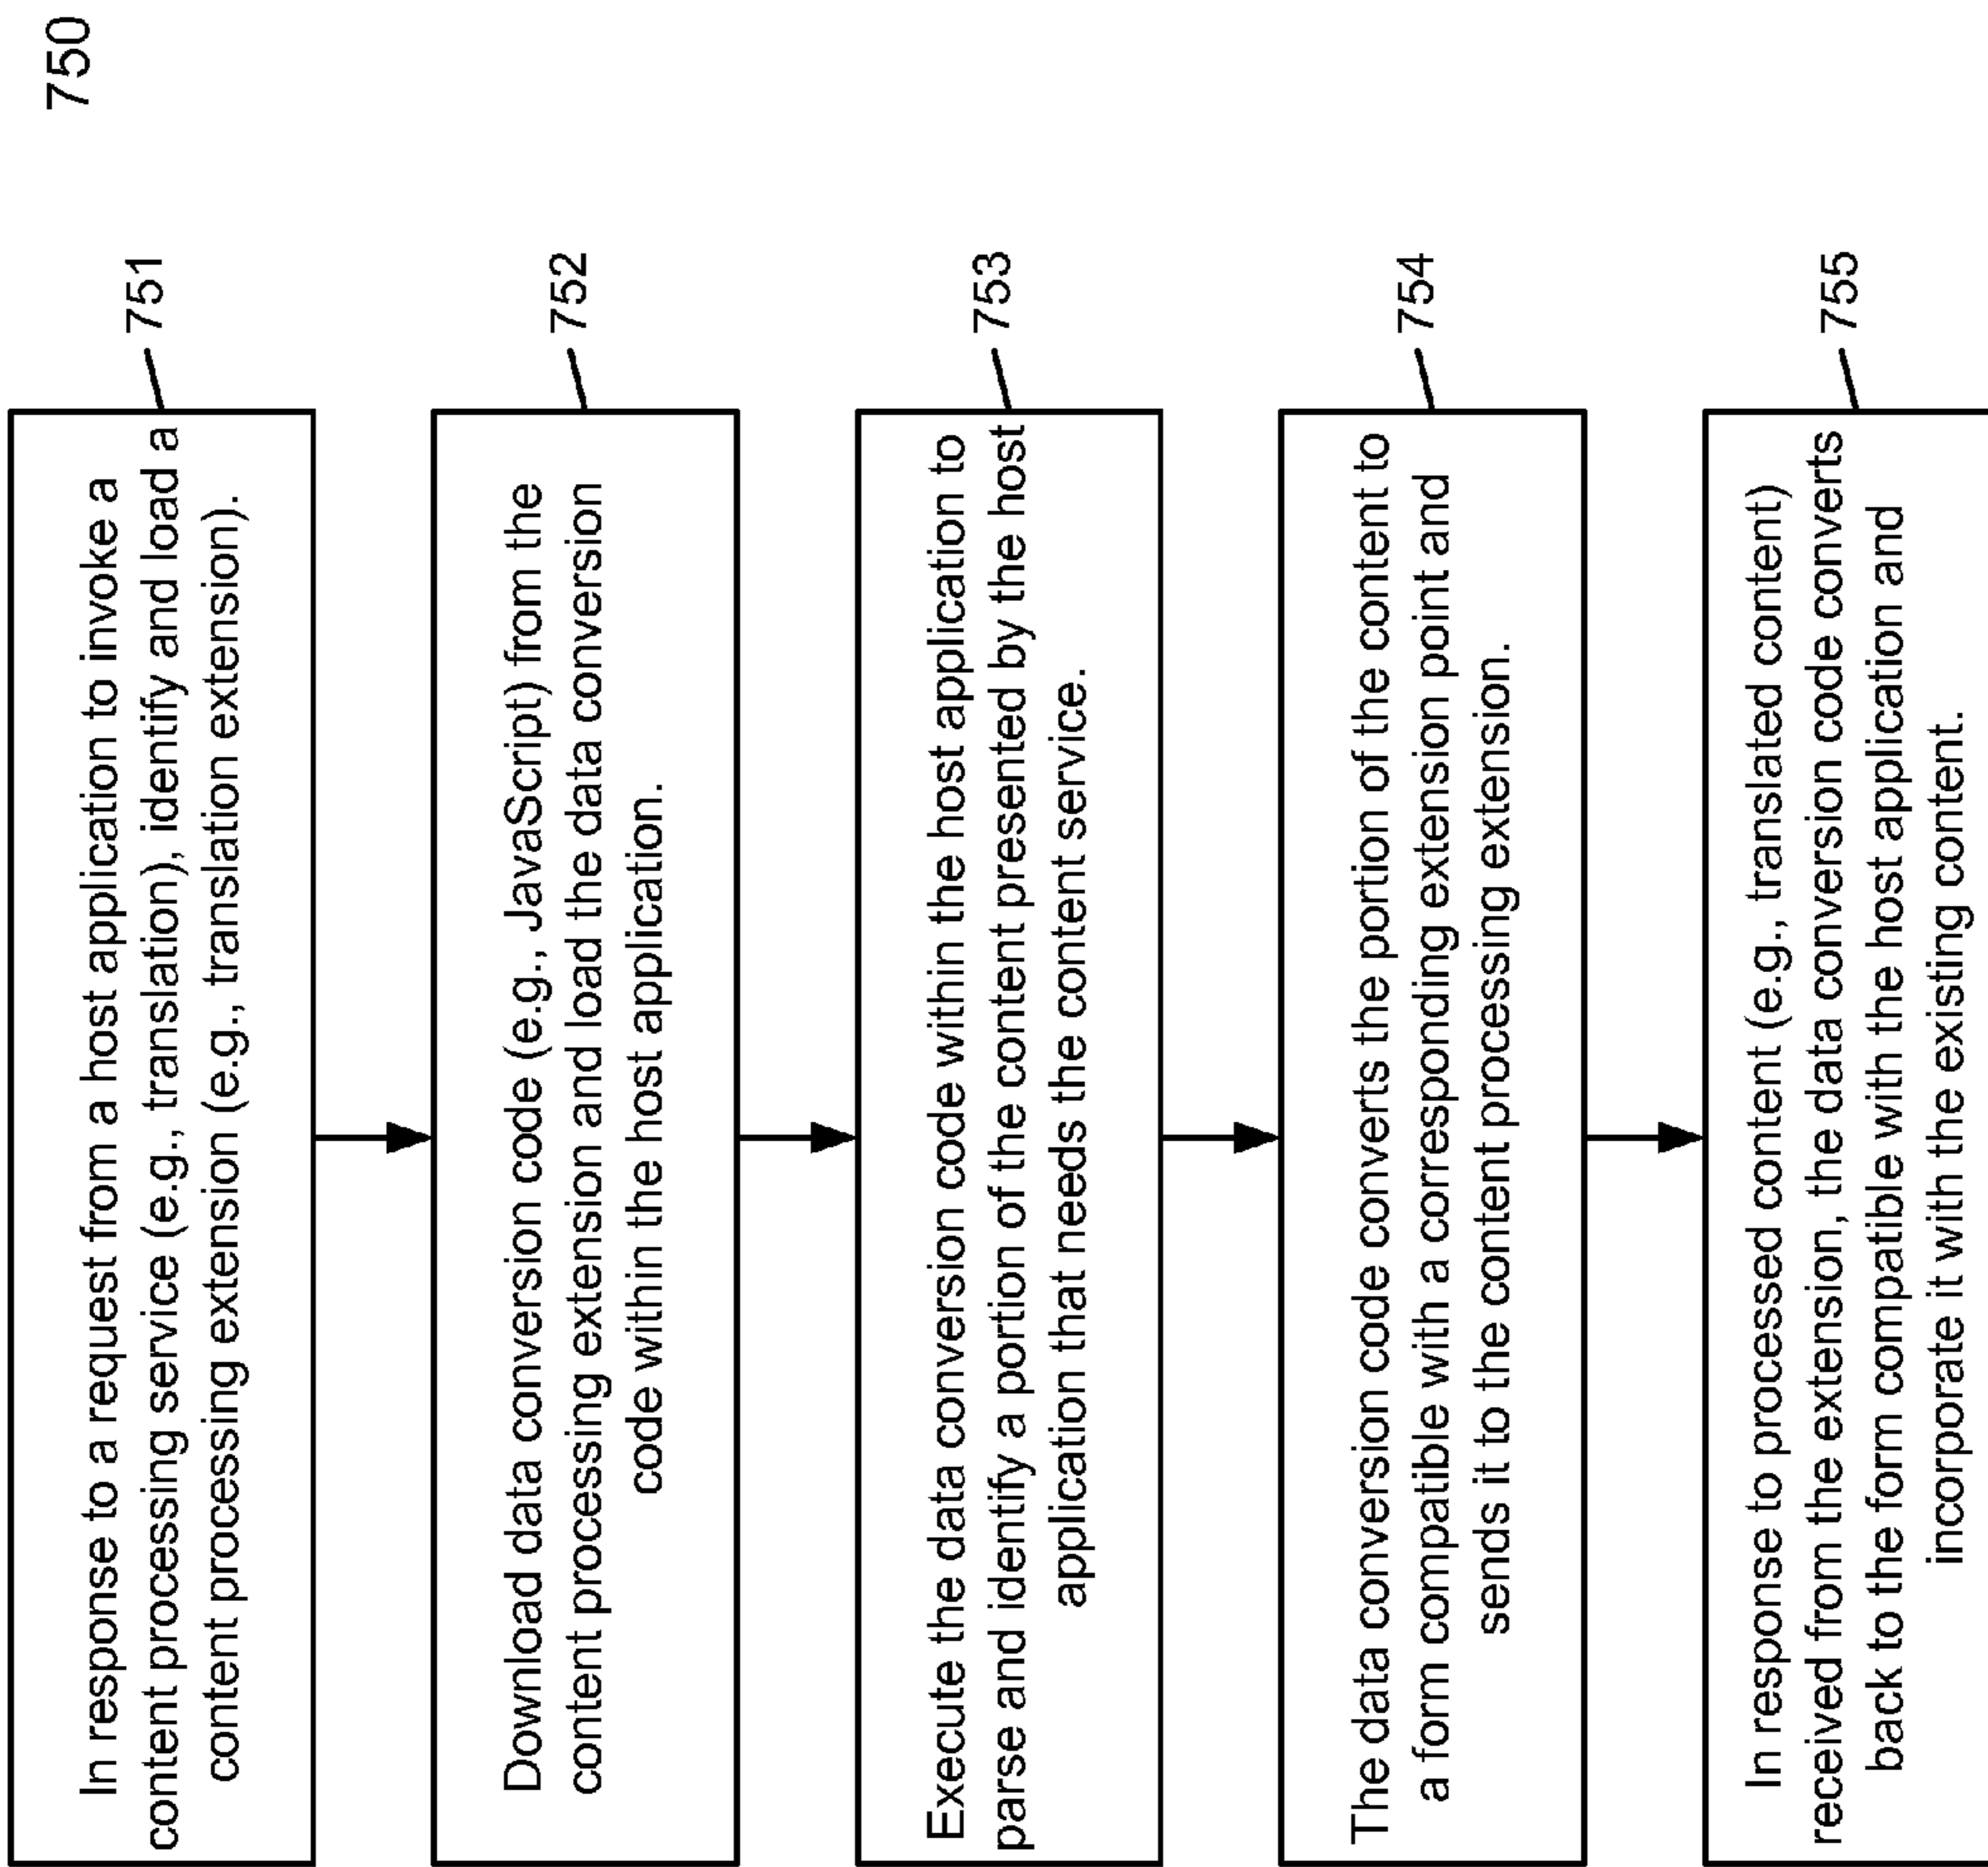 750
In response to a request from a host application to invoke a
content processing service (e.g., translation), identify and load a
content processing extension (e.g., translation extension).
751
Download data conversion code (e.g., JavaScript) from the
content processing extension and load the data conversion
code within the host application.
752
Execute the data conversion code within the host application to
parse and identify a portion of the content presented by the host
application that needs the content service.
753
The data conversion code converts the portion of the content to
a form compatible with a corresponding extension point and
sends it to the content processing extension.
754
In response to processed content (e.g., translated content)
received from the extension, the data conversion code converts
back to the form compatible with the host application and
incorporate it with the existing content.
755